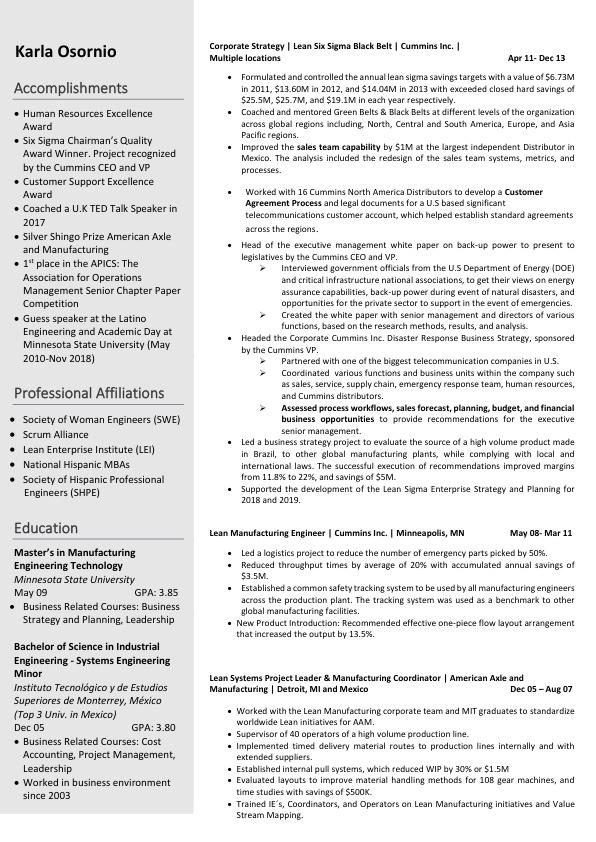 Karla Osornio
Accomplishments
• Human Resources Excellence
Award
• Six Sigma Chairman's Quality
Award Winner. Project recognized
by the Cummins CEO and VP
• Customer Support Excellence
Award
• Coached a U.K TED Talk Speaker in
2017
• Silver Shingo Prize American Axle
and Manufacturing
• 1st place in the APICS: The
Association for Operations
Management Senior Chapter Paper
Competition
• Guess speaker at the Latino
Engineering and Academic Day at
Minnesota State University (May
2010-Nov 2018)
Professional Affiliations
• Society of Woman Engineers (SWE)
• Scrum Alliance
• Lean Enterprise Institute (LEI)
• National Hispanic MBAs
• Society of Hispanic Professional
Engineers (SHPE)
Education
Master's in Manufacturing
Engineering Technology
Minnesota State University
May 09 GPA: 3.85
• Business Related Courses: Business
Strategy and Planning, Leadership
Bachelor of Science in Industrial
Engineering - Systems Engineering
Minor
Instituto Tecnológico y de Estudios
Superiores de Monterrey, México
(Top 3 Univ. in Mexico)
Dec 05 GPA: 3.80
• Business Related Courses: Cost
Accounting, Project Management,
Leadership
• Worked in business environment
since 2003
Corporate Strategy | Lean Six Sigma Black Belt | Cummins Inc. |
Multiple locations Apr 11- Dec 13
• Formulated and controlled the annual lean sigma savings targets with a value of $6.73M
in 2011, $13.60M in 2012, and $14.04M in 2013 with exceeded closed hard savings of
$25.5M, $25.7M, and $19.1M in each year respectively.
• Coached and mentored Green Belts & Black Belts at different levels of the organization
across global regions including, North, Central and South America, Europe, and Asia
Pacific regions.
• Improved the sales team capability by $1M at the largest independent Distributor in
Mexico. The analysis included the redesign of the sales team systems, metrics, and
processes.
• Worked with 16 Cummins North America Distributors to develop a Customer
Agreement Process and legal documents for a U.S based significant
telecommunications customer account, which helped establish standard agreements
across the regions.
• Head of the executive management white paper on back-up power to present to
legislatives by the Cummins CEO and VP.
➢ Interviewed government officials from the U.S Department of Energy (DOE)
and critical infrastructure national associations, to get their views on energy
assurance capabilities, back-up power during event of natural disasters, and
opportunities for the private sector to support in the event of emergencies.
➢ Created the white paper with senior management and directors of various
functions, based on the research methods, results, and analysis.
• Headed the Corporate Cummins Inc. Disaster Response Business Strategy, sponsored
by the Cummins VP.
➢ Partnered with one of the biggest telecommunication companies in U.S.
➢ Coordinated various functions and business units within the company such
as sales, service, supply chain, emergency response team, human resources,
and Cummins distributors.
➢ Assessed process workflows, sales forecast, planning, budget, and financial
business opportunities to provide recommendations for the executive
senior management.
• Led a business strategy project to evaluate the source of a high volume product made
in Brazil, to other global manufacturing plants, while complying with local and
international laws. The successful execution of recommendations improved margins
from 11.8% to 22%, and savings of $5M.
• Supported the development of the Lean Sigma Enterprise Strategy and Planning for
2018 and 2019.
Lean Manufacturing Engineer | Cummins Inc. | Minneapolis, MN May 08- Mar 11
• Led a logistics project to reduce the number of emergency parts picked by 50%.
• Reduced throughput times by average of 20% with accumulated annual savings of
$3.5M.
• Established a common safety tracking system to be used by all manufacturing engineers
across the production plant. The tracking system was used as a benchmark to other
global manufacturing facilities.
• New Product Introduction: Recommended effective one-piece flow layout arrangement
that increased the output by 13.5%.
Lean Systems Project Leader & Manufacturing Coordinator | American Axle and
Manufacturing | Detroit, MI and Mexico Dec 05 – Aug 07
• Worked with the Lean Manufacturing corporate team and MIT graduates to standardize
worldwide Lean initiatives for AAM.
• Supervisor of 40 operators of a high volume production line.
• Implemented timed delivery material routes to production lines internally and with
extended suppliers.
• Established internal pull systems, which reduced WIP by 30% or $1.5M
• Evaluated layouts to improve material handling methods for 108 gear machines, and
time studies with savings of $500K.
• Trained IE´s, Coordinators, and Operators on Lean Manufacturing initiatives and Value
Stream Mapping.